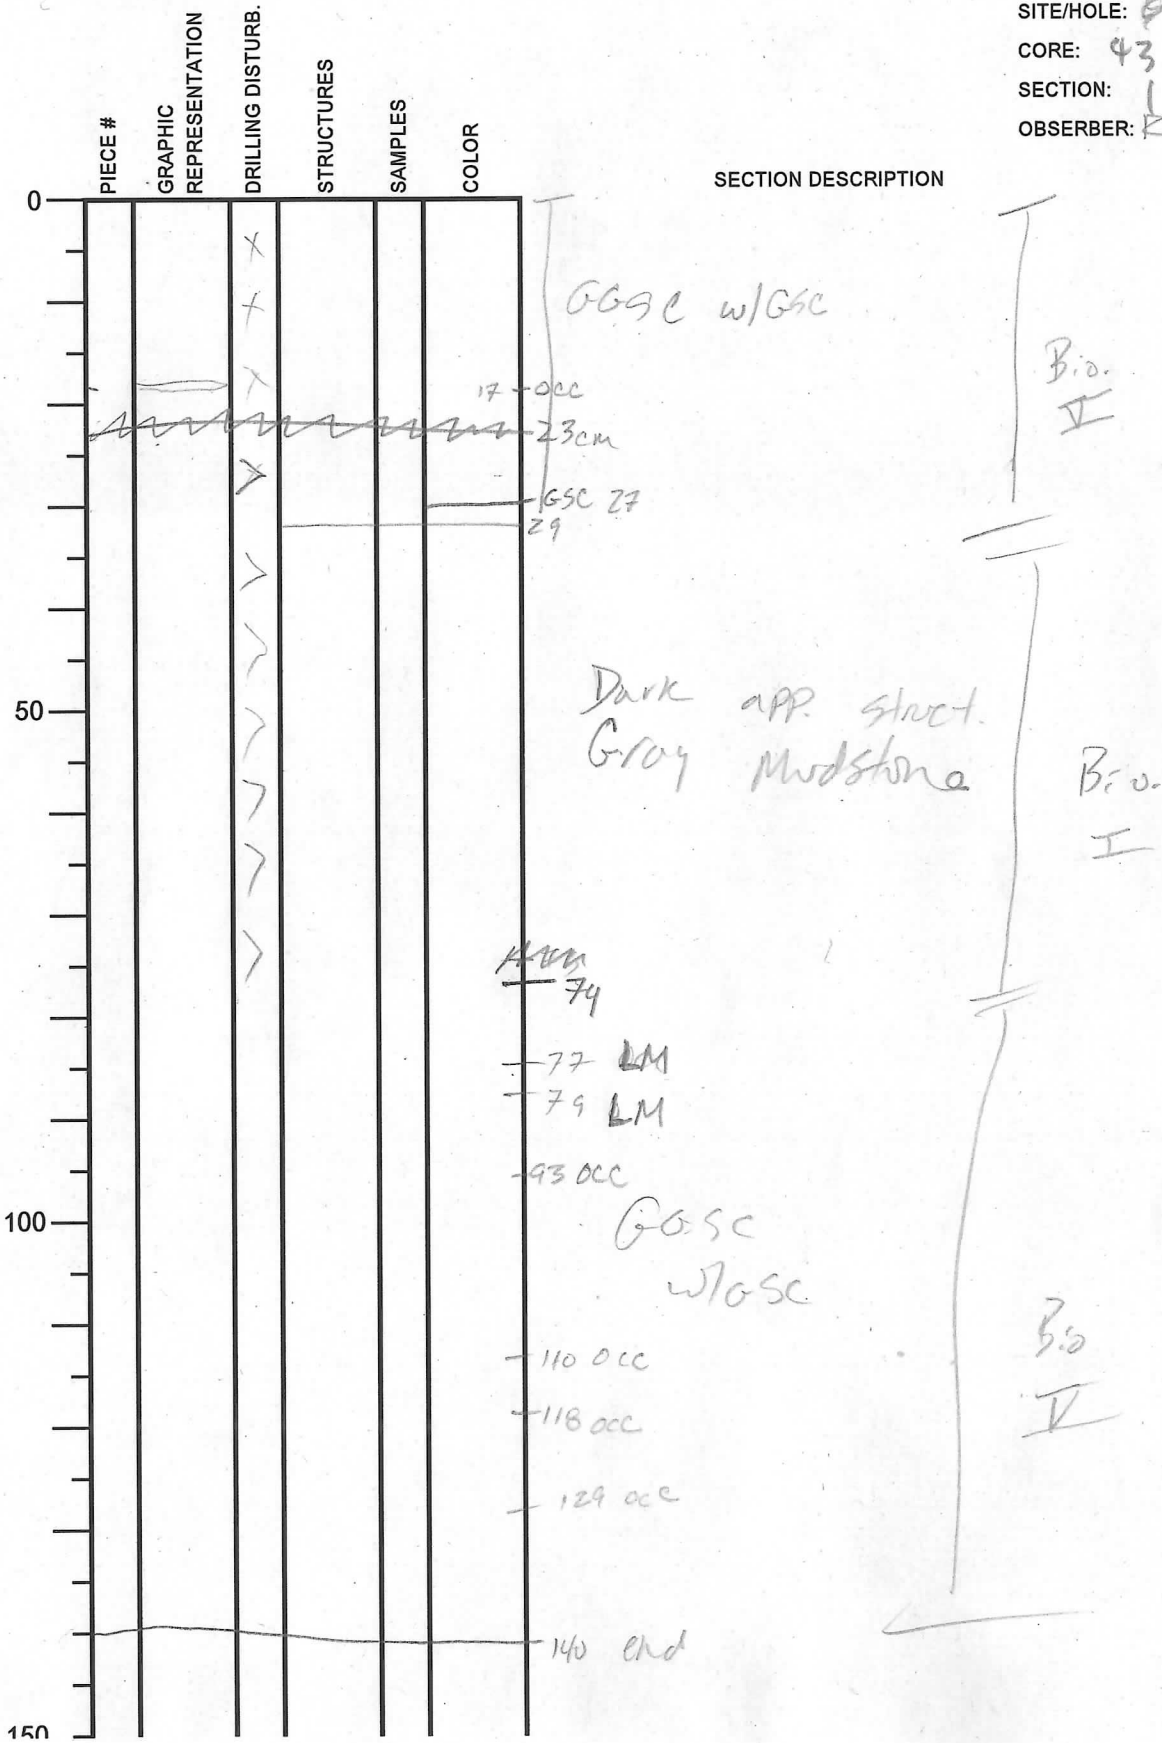 SITE/HOLE:
CORE: 43
SECTION: 1
OBSERBER:
PIECE #
GRAPHIC
REPRESENTATION
DRILLING DISTURB.
STRUCTURES
SAMPLES
COLOR
SECTION DESCRIPTION
0
GGSC w/GSC
Bio.
V
17 OCC
23cm
GSC 27
29
50
Dark app. struct.
Gray Mudstone
Bio.
I
74
77 LM
79 LM
93 OCC
100
GGSC
w/GSC
110 OCC
118 OCC
Bio
V
129 OCC
140 end
150